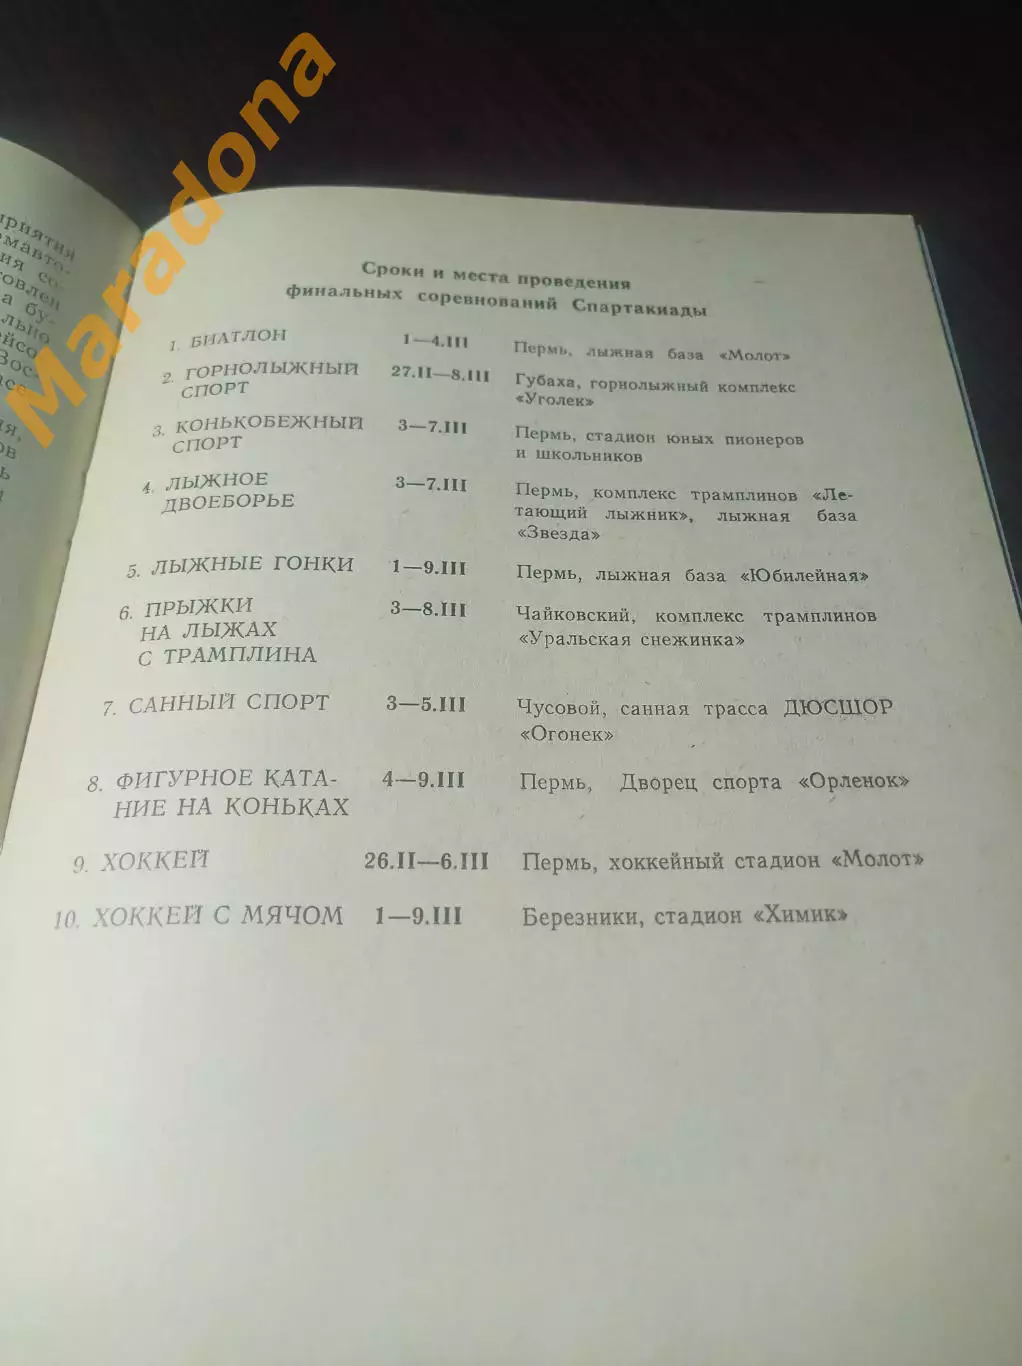 Maradona
приятия
Сроки и места проведения
финальных соревнований Спартакиады
1. БИАТЛОН 1—4.III Пермь, лыжная база «Молот»
2. ГОРНОЛЫЖНЫЙ 27.II—8.III Губаха, горнолыжный комплекс
СПОРТ «Уголек»
3. КОНЬКОБЕЖНЫЙ 3—7.III Пермь, стадион юных пионеров
СПОРТ и школьников
4. ЛЫЖНОЕ 3—7.III Пермь, комплекс трамплинов «Ле-
ДВОЕБОРЬЕ тающий лыжник», лыжная база
«Звезда»
5. ЛЫЖНЫЕ ГОНКИ 1—9.III Пермь, лыжная база «Юбилейная»
6. ПРЫЖКИ 3—8.III Чайковский, комплекс трамплинов
НА ЛЫЖАХ «Уральская снежинка»
С ТРАМПЛИНА
7. САННЫЙ СПОРТ 3—5.III Чусовой, санная трасса ДЮСШОР
«Огонек»
8. ФИГУРНОЕ КАТА- 4—9.III Пермь, Дворец спорта «Орленок»
НИЕ НА КОНЬКАХ
9. ХОККЕЙ 26.II—6.III Пермь, хоккейный стадион «Молот»
10. ХОККЕЙ С МЯЧОМ 1—9.III Березники, стадион «Химик»